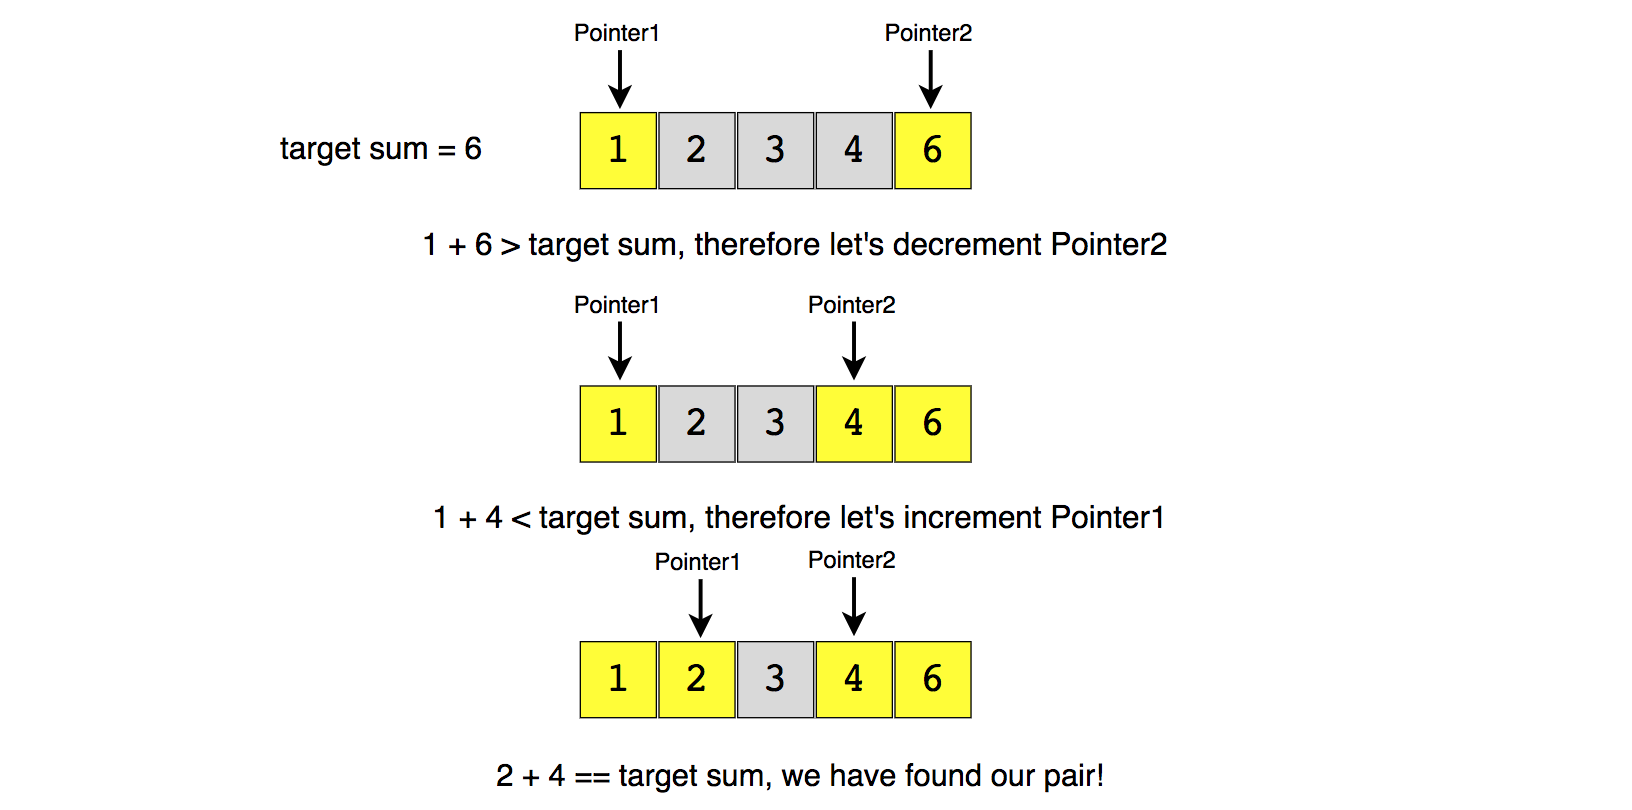 Pointer1 Pointer2
target sum = 6
1 2 3 4 6
1 + 6 > target sum, therefore let's decrement Pointer2
Pointer1 Pointer2
1 2 3 4 6
1 + 4 < target sum, therefore let's increment Pointer1
Pointer1 Pointer2
1 2 3 4 6
2 + 4 == target sum, we have found our pair!